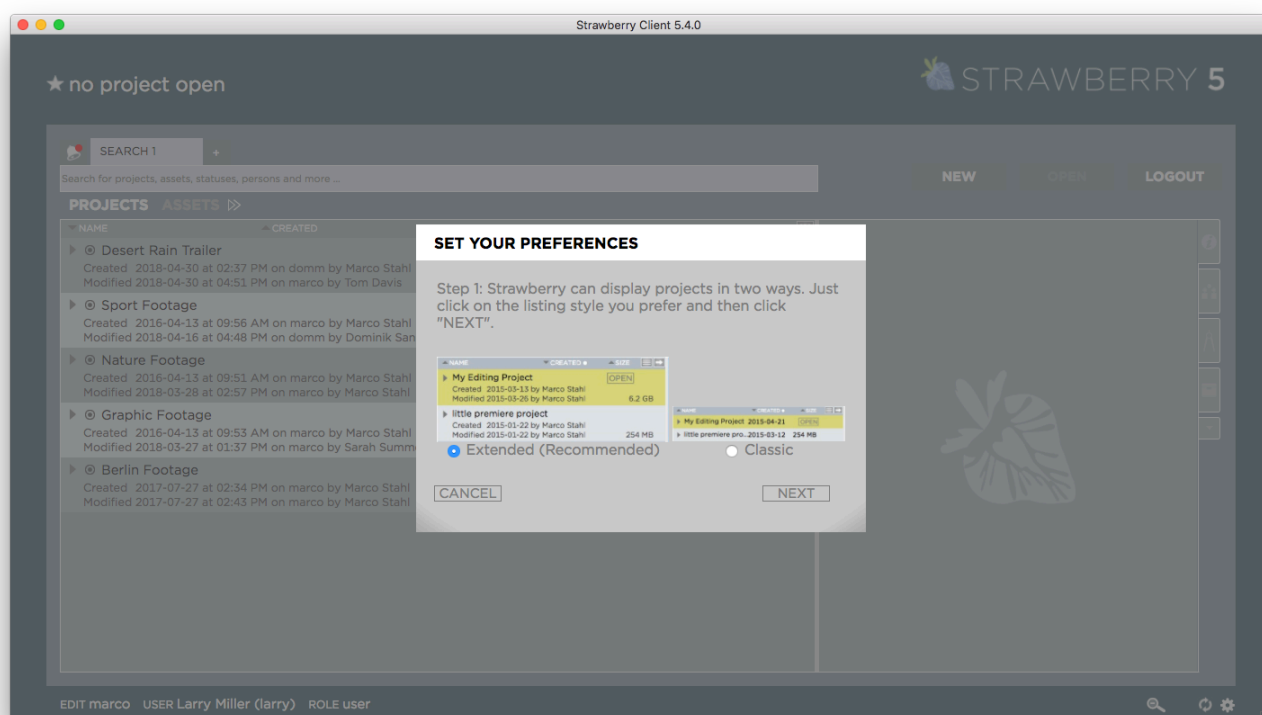 Strawberry Client 5.4.0
★ no project open
STRAWBERRY 5
SEARCH 1 +
Search for projects, assets, statuses, persons and more ...
NEW OPEN LOGOUT
PROJECTS ASSETS
NAME CREATED
Desert Rain Trailer
Created 2018-04-30 at 02:37 PM on domm by Marco Stahl
Modified 2018-04-30 at 04:51 PM on marco by Tom Davis
Sport Footage
Created 2016-04-13 at 09:56 AM on marco by Marco Stahl
Modified 2018-04-16 at 04:48 PM on domm by Dominik San
Nature Footage
Created 2016-04-13 at 09:51 AM on marco by Marco Stahl
Modified 2018-03-28 at 02:57 PM on marco by Marco Stahl
Graphic Footage
Created 2016-04-13 at 09:53 AM on marco by Marco Stahl
Modified 2018-03-27 at 01:37 PM on marco by Sarah Summ
Berlin Footage
Created 2017-07-27 at 02:34 PM on marco by Marco Stahl
Modified 2017-07-27 at 02:43 PM on marco by Marco Stahl
SET YOUR PREFERENCES
Step 1: Strawberry can display projects in two ways. Just
click on the listing style you prefer and then click
"NEXT".
NAME CREATED SIZE
My Editing Project OPEN
Created 2015-03-13 by Marco Stahl
Modified 2015-03-26 by Marco Stahl 6.2 GB
little premiere project
Created 2015-01-22 by Marco Stahl
Modified 2015-01-22 by Marco Stahl 254 MB
NAME CREATED SIZE
My Editing Project 2015-04-21 OPEN
little premiere pro...2015-03-12 254 MB
Extended (Recommended) Classic
CANCEL NEXT
EDIT marco USER Larry Miller (larry) ROLE user